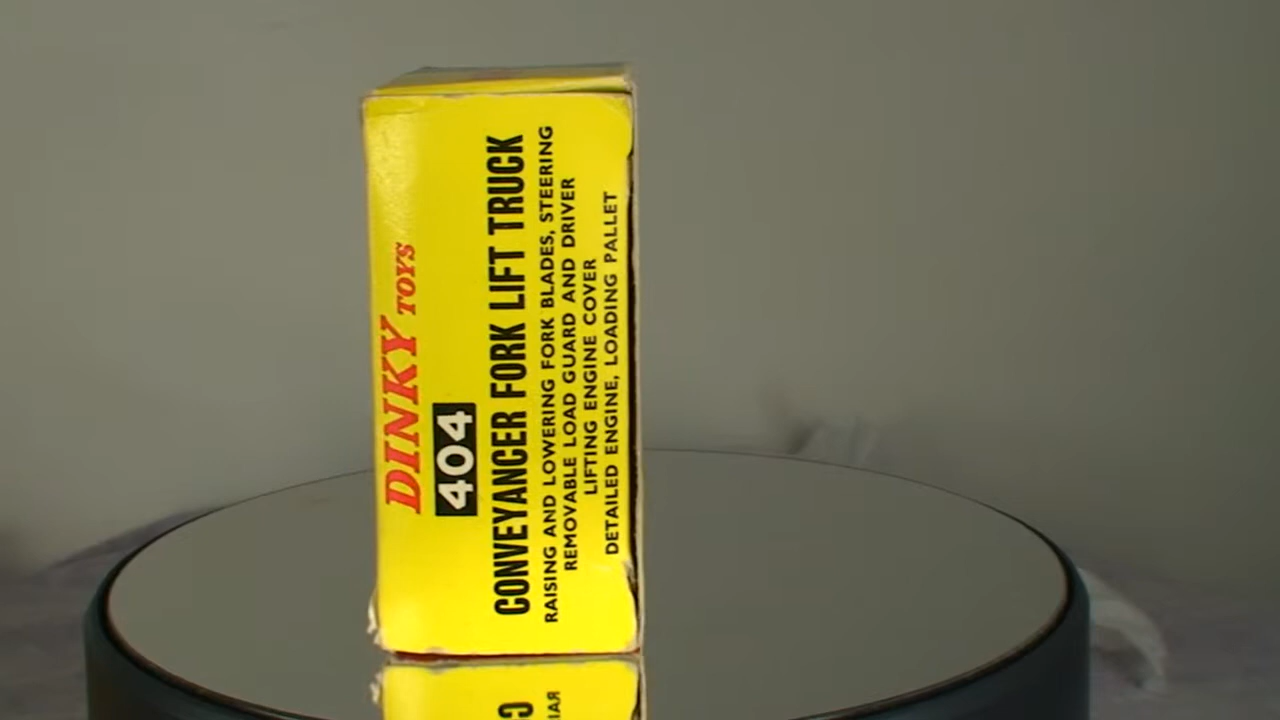 DINKY TOYS
404
CONVEYANCER FORK LIFT TRUCK
RAISING AND LOWERING FORK BLADES, STEERING
REMOVABLE LOAD GUARD AND DRIVER
LIFTING ENGINE COVER
DETAILED ENGINE, LOADING PALLET